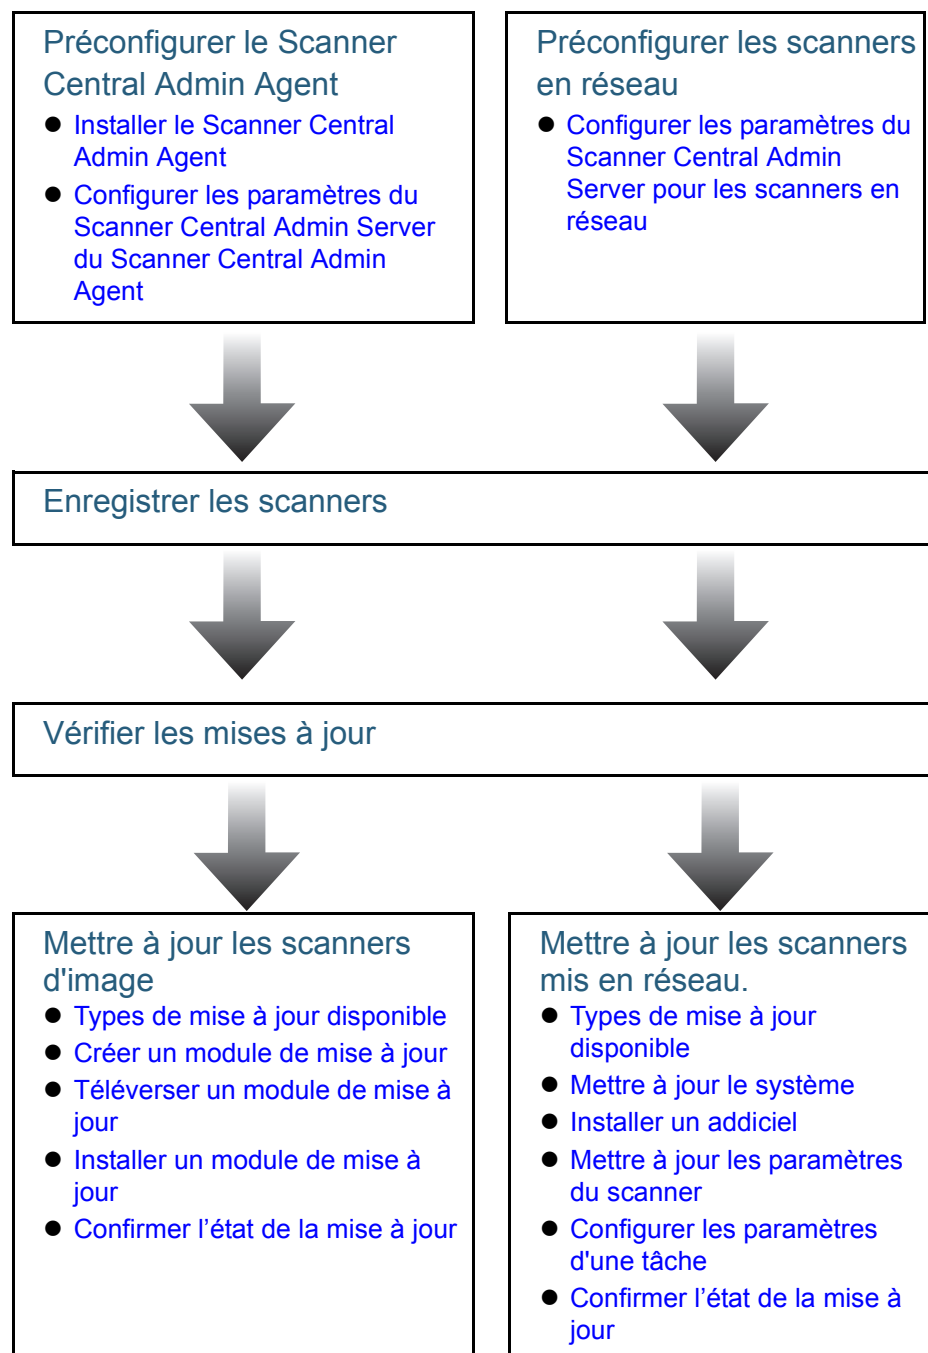 Préconfigurer le Scanner
Central Admin Agent
● Installer le Scanner Central
Admin Agent
● Configurer les paramètres du
Scanner Central Admin Server
du Scanner Central Admin
Agent
Préconfigurer les scanners
en réseau
● Configurer les paramètres du
Scanner Central Admin
Server pour les scanners en
réseau
Enregistrer les scanners
Vérifier les mises à jour
Mettre à jour les scanners
d'image
● Types de mise à jour disponible
● Créer un module de mise à jour
● Téléverser un module de mise à
jour
● Installer un module de mise à
jour
● Confirmer l’état de la mise à jour
Mettre à jour les scanners
mis en réseau.
● Types de mise à jour
disponible
● Mettre à jour le système
● Installer un addiciel
● Mettre à jour les paramètres
du scanner
● Configurer les paramètres
d'une tâche
● Confirmer l’état de la mise à
jour